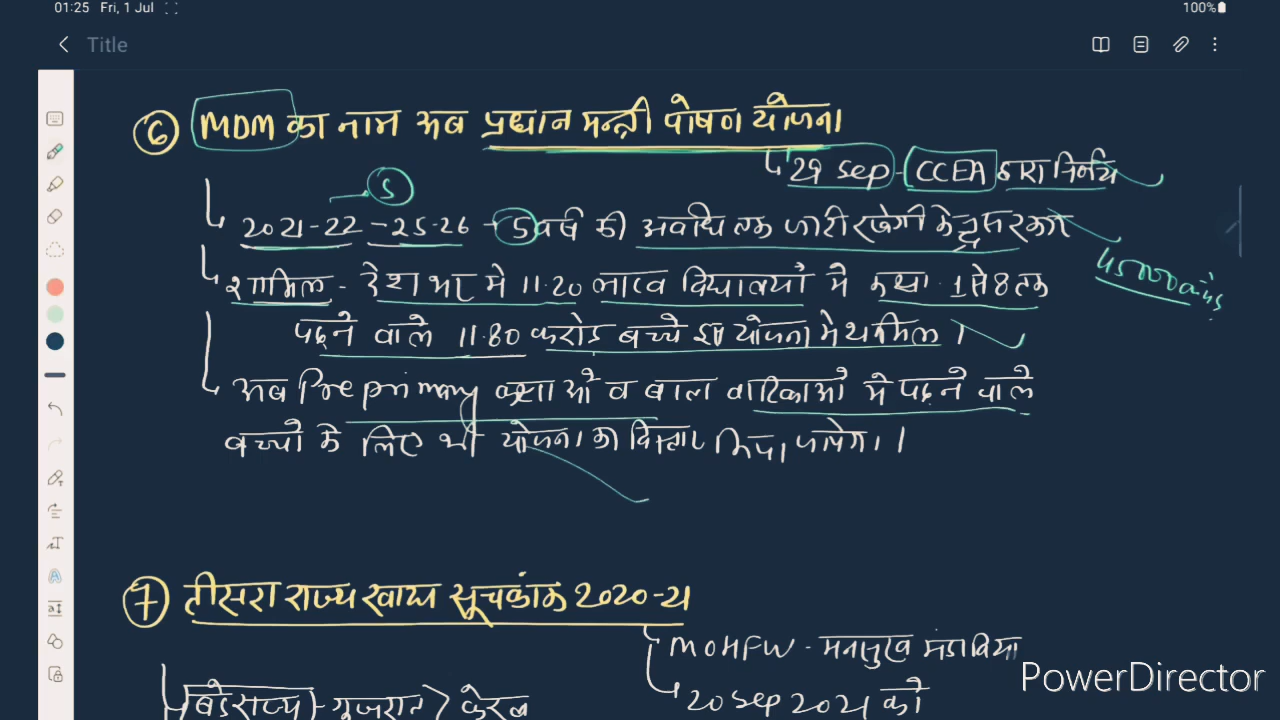 01:25 Fri, 1 Jul 100%
Title
⑥ MDM का नाम अब प्रधान मन्त्री पोषण योजना
29 Sep - CCEA द्वारा निर्णय
5
2021-22 - 25-26 - 5 वर्ष की अवधि तक जारी रखेगी केन्द्र सरकार
शामिल - देश भर मे 11.20 लाख विद्यालयों मे कक्षा 1 से 8 तक
पढ़ने वाले 11.80 करोड़ बच्चे इस योजना मे शामिल ।
अब Preprimary कक्षाओं व बाल वाटिकाओं मे पढ़ने वाले
बच्चो के लिए भी योजना का विस्तार किया जायेगा ।
⑦ तीसरा राज्य खाद्य सूचकांक 2020-21
MOHFW - मनसुख मंडाविया
20 Sep 2021 को
बड़े राज्य - गुजरात > केरल
PowerDirector